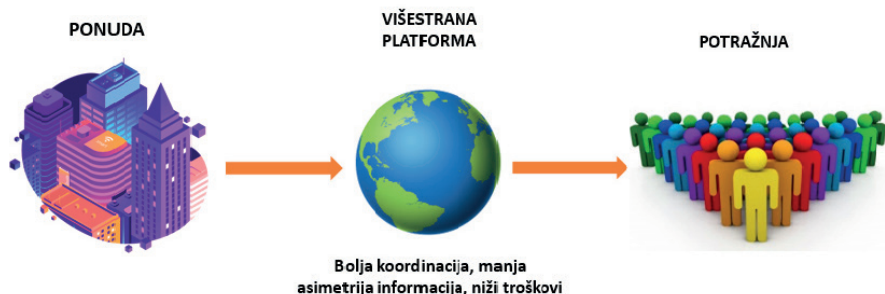 PONUDA
VIŠESTRANA
PLATFORMA
POTRAŽNJA
Bolja koordinacija, manja
asimetrija informacija, niži troškovi